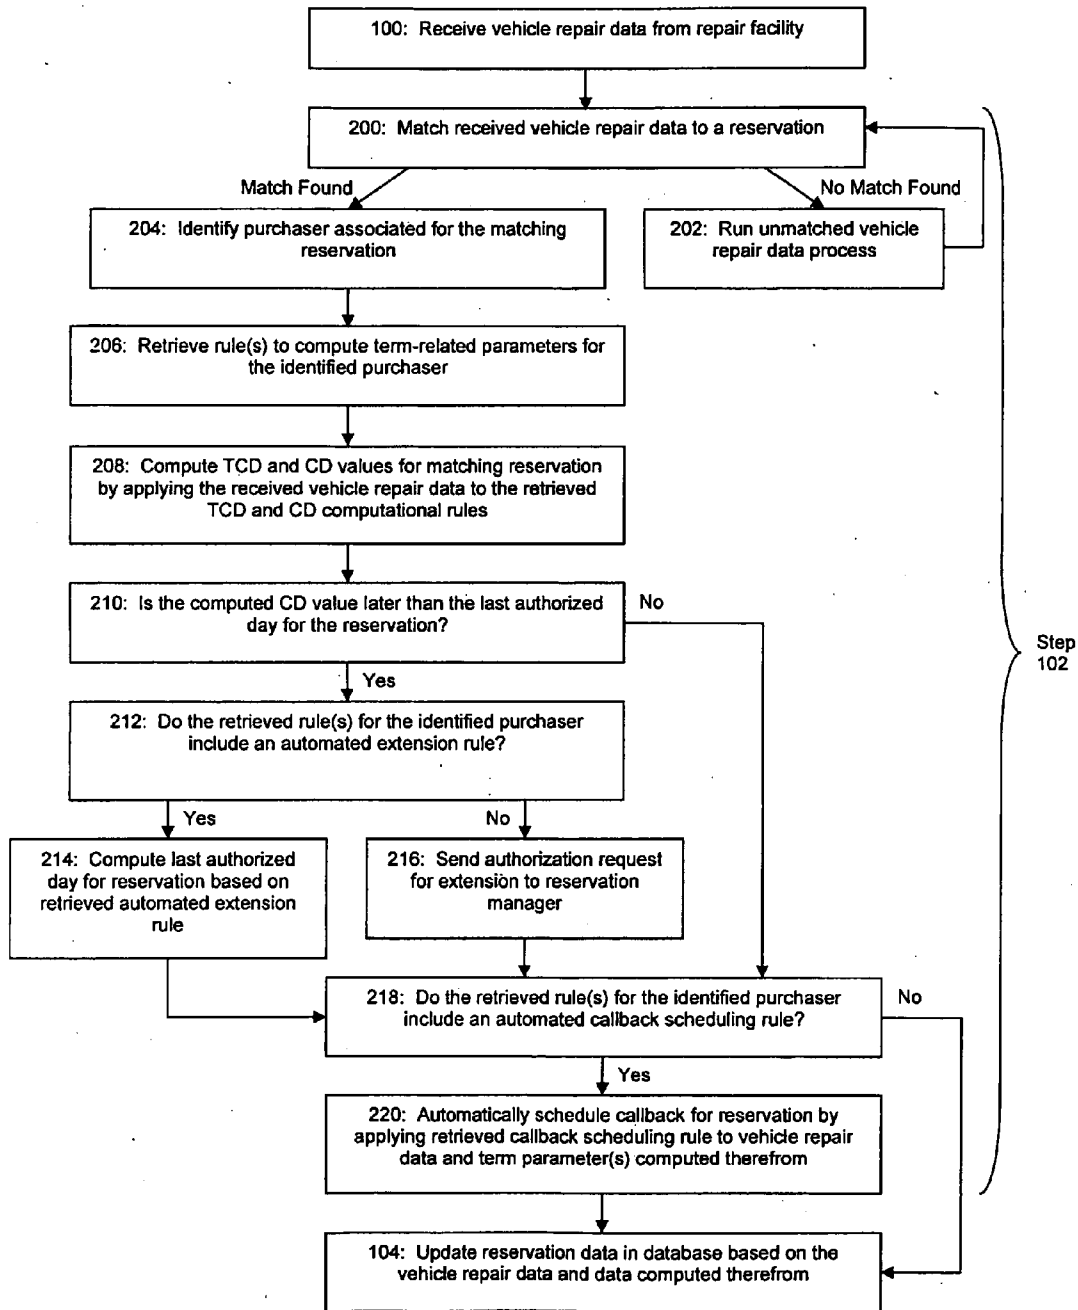 100: Receive vehicle repair data from repair facility
200: Match received vehicle repair data to a reservation
Match Found
No Match Found
204: Identify purchaser associated for the matching
reservation
202: Run unmatched vehicle
repair data process
206: Retrieve rule(s) to compute term-related parameters for
the identified purchaser
208: Compute TCD and CD values for matching reservation
by applying the received vehicle repair data to the retrieved
TCD and CD computational rules
210: Is the computed CD value later than the last authorized
day for the reservation?
No
Step
102
Yes
212: Do the retrieved rule(s) for the identified purchaser
include an automated extension rule?
Yes
No
214: Compute last authorized
day for reservation based on
retrieved automated extension
rule
216: Send authorization request
for extension to reservation
manager
218: Do the retrieved rule(s) for the identified purchaser
include an automated callback scheduling rule?
No
Yes
220: Automatically schedule callback for reservation by
applying retrieved callback scheduling rule to vehicle repair
data and term parameter(s) computed therefrom
104: Update reservation data in database based on the
vehicle repair data and data computed therefrom